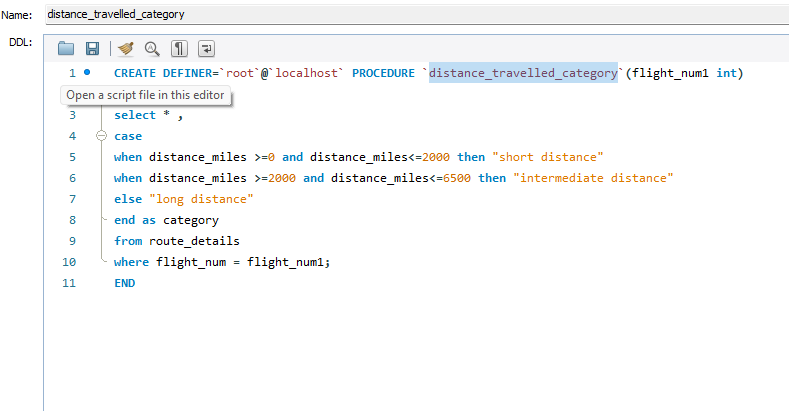 Name: distance_travelled_category
DDL:
1 CREATE DEFINER=`root`@`localhost` PROCEDURE `distance_travelled_category`(flight_num1 int)
Open a script file in this editor
3 select * ,
4 case
5 when distance_miles >=0 and distance_miles<=2000 then "short distance"
6 when distance_miles >=2000 and distance_miles<=6500 then "intermediate distance"
7 else "long distance"
8 end as category
9 from route_details
10 where flight_num = flight_num1;
11 END